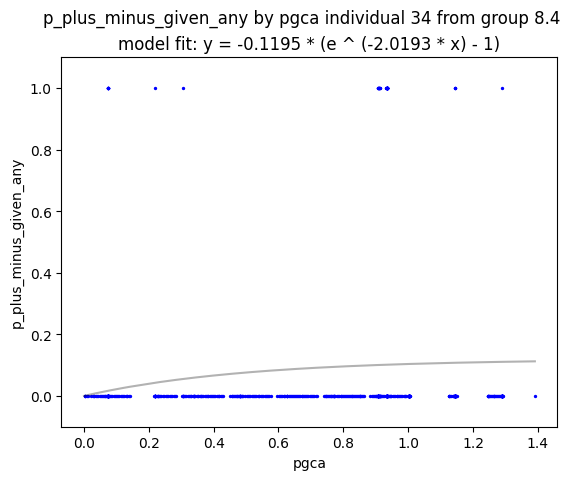 p_plus_minus_given_any by pgca individual 34 from group 8.4
model fit: y = -0.1195 * (e ^ (-2.0193 * x) - 1)
p_plus_minus_given_any
1.0
0.8
0.6
0.4
0.2
0.0
0.0 0.2 0.4 0.6 0.8 1.0 1.2 1.4
pgca